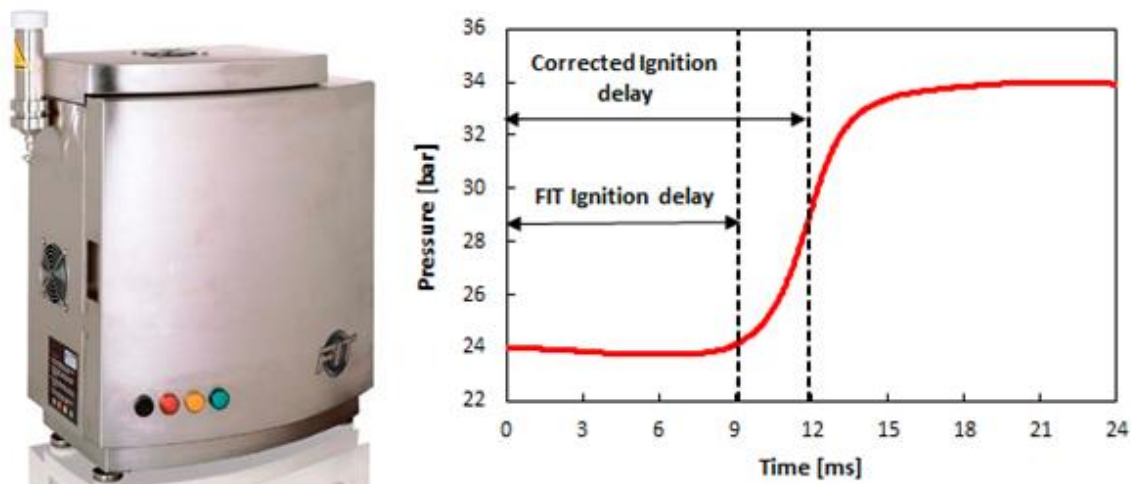 FIT
Corrected Ignition
delay
FIT Ignition delay
Pressure [bar]
36
34
32
30
28
26
24
22
0 3 6 9 12 15 18 21 24
Time [ms]